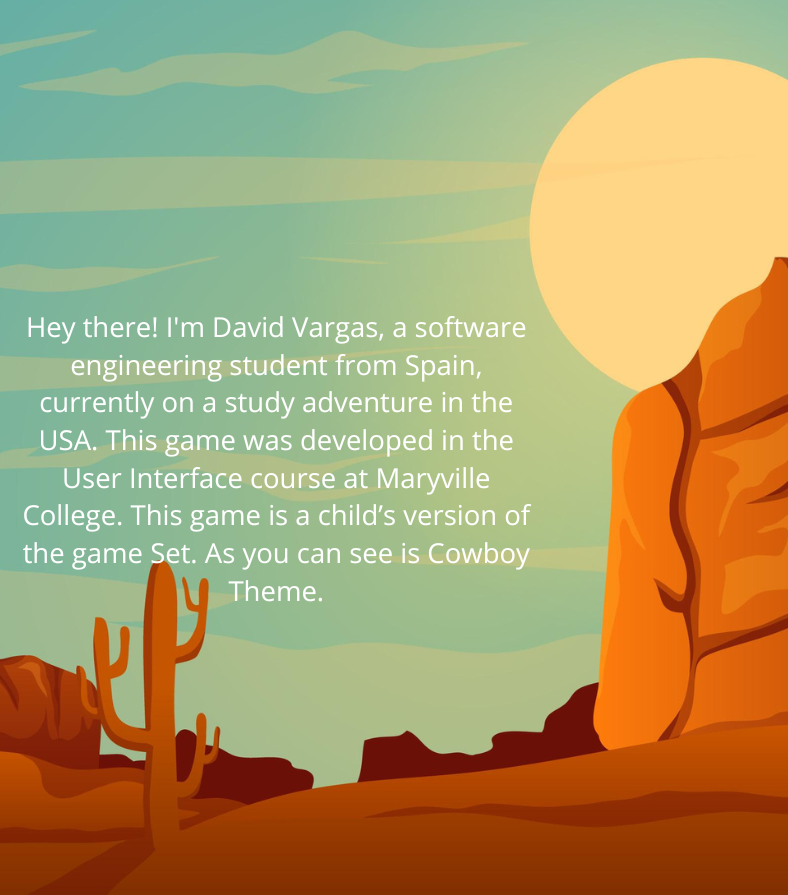 Hey there! I'm David Vargas, a software
engineering student from Spain,
currently on a study adventure in the
USA. This game was developed in the
User Interface course at Maryville
College. This game is a child’s version of
the game Set. As you can see is Cowboy
Theme.